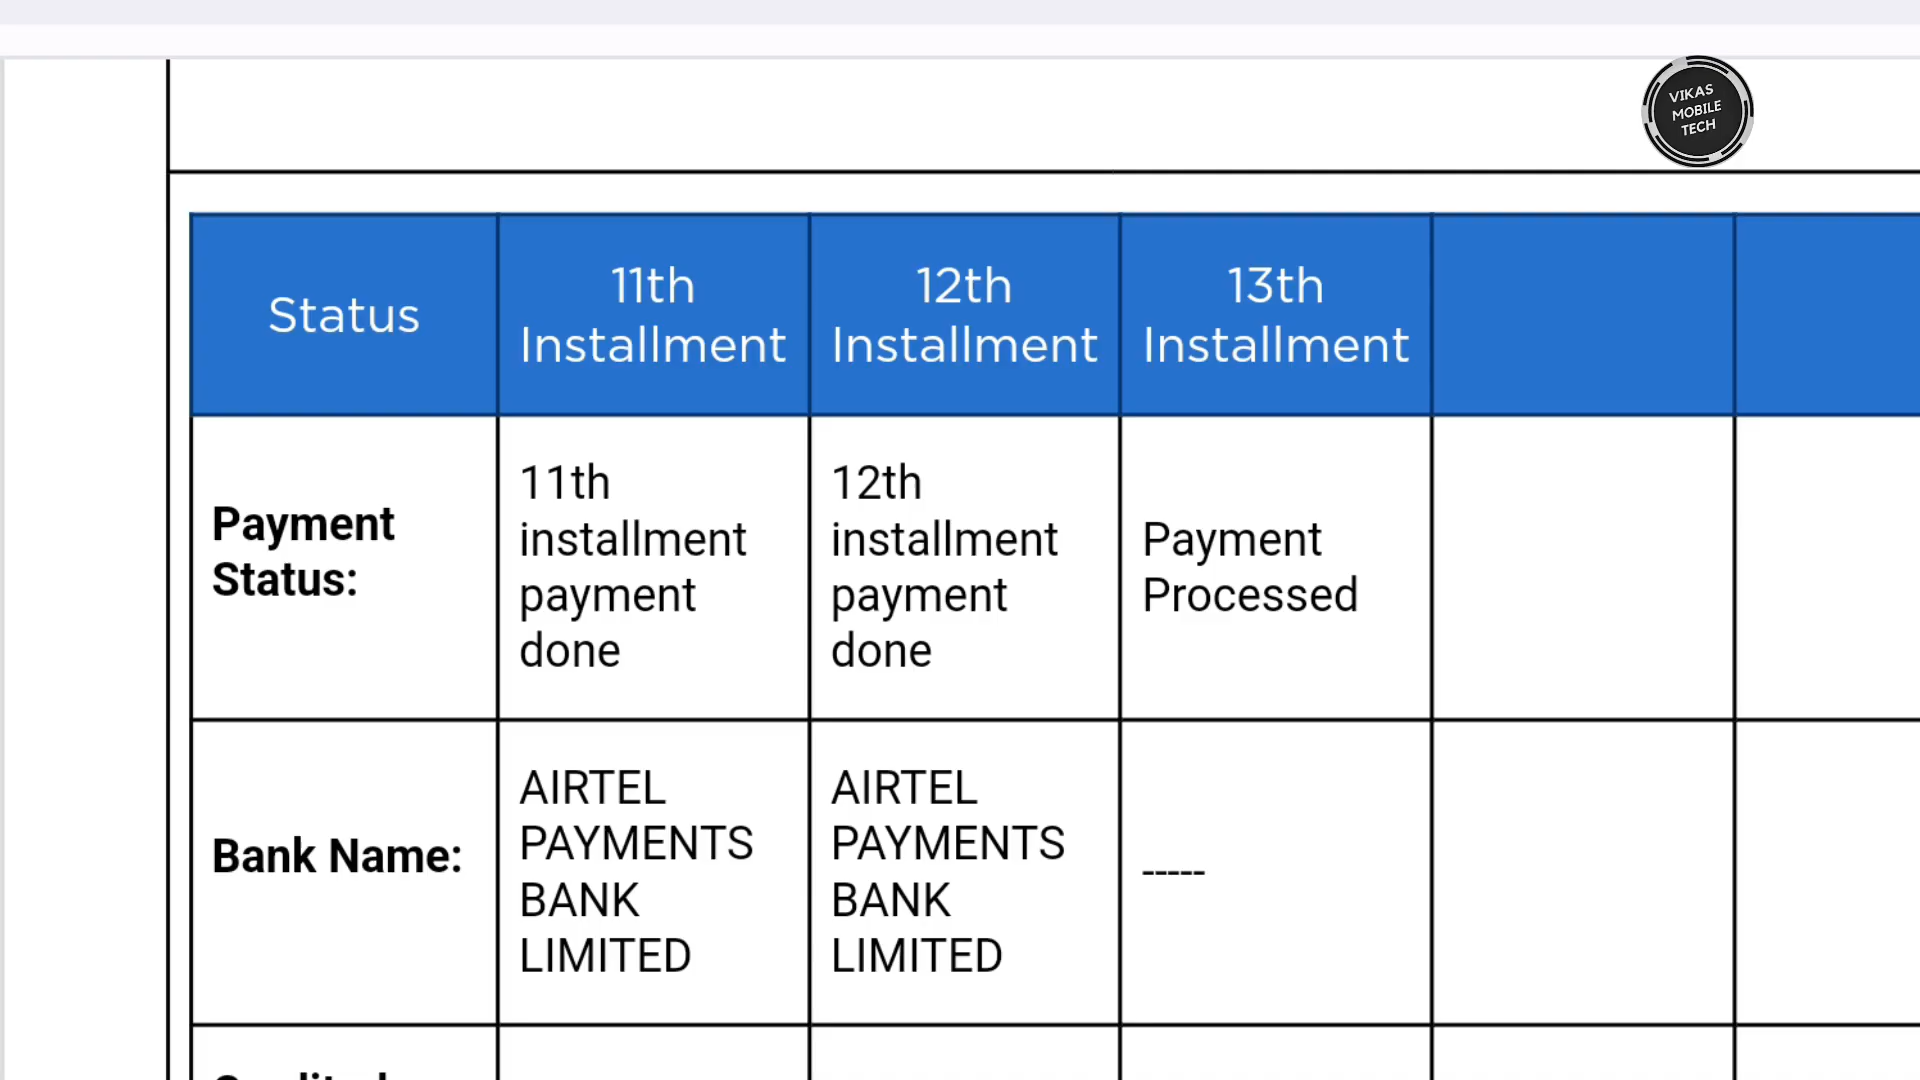 VIKAS
MOBILE
TECH
Status
11th
Installment
12th
Installment
13th
Installment
Payment
Status:
11th
installment
payment
done
12th
installment
payment
done
Payment
Processed
Bank Name:
AIRTEL
PAYMENTS
BANK
LIMITED
AIRTEL
PAYMENTS
BANK
LIMITED
-----